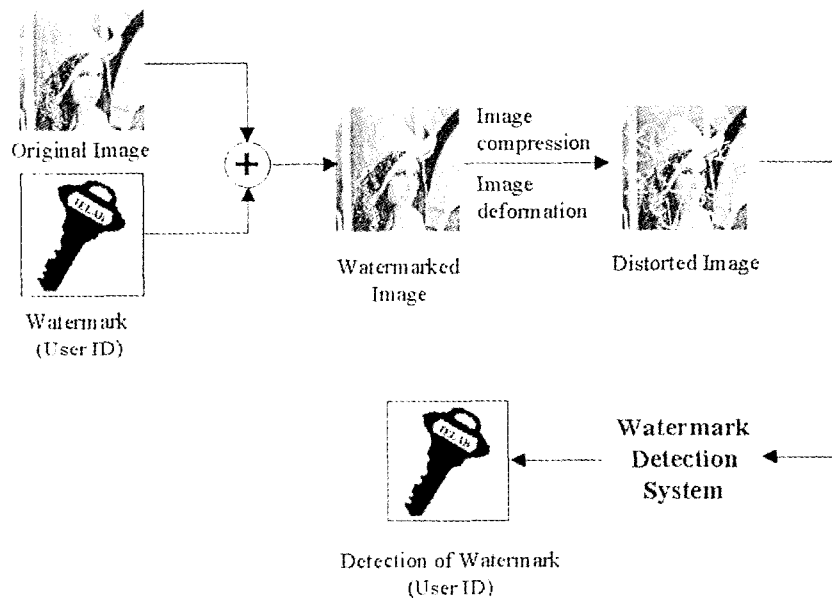 Original Image
+
Watermark
(User ID)
Watermarked
Image
Image
compression
Image
deformation
Distorted Image
Watermark
Detection
System
Detection of Watermark
(User ID)